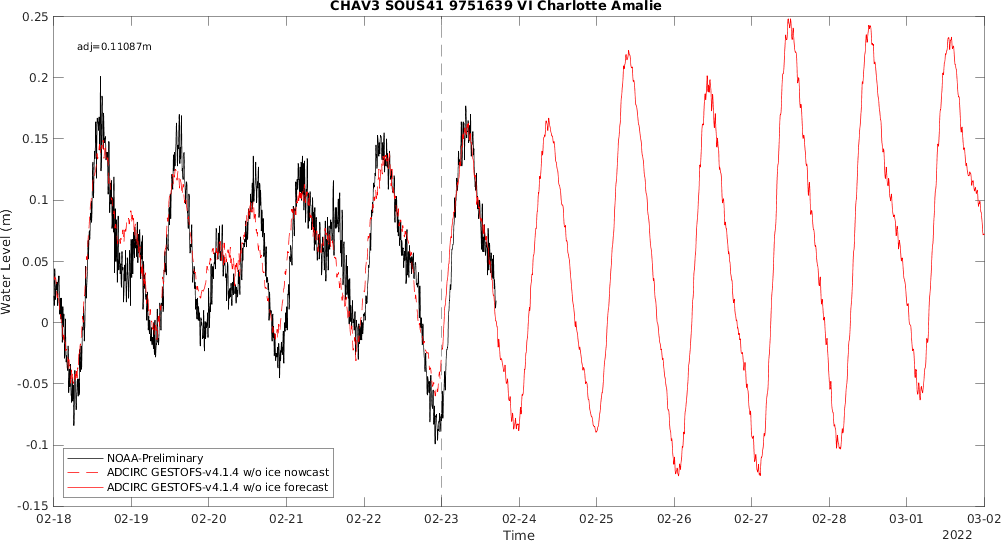 CHAV3 SOUS41 9751639 VI Charlotte Amalie
adj=0.11087m
0.25
0.2
0.15
0.1
0.05
0
-0.05
-0.1
-0.15
Water Level (m)
NOAA-Preliminary
ADCIRC GESTOFS-v4.1.4 w/o ice nowcast
ADCIRC GESTOFS-v4.1.4 w/o ice forecast
02-18 02-19 02-20 02-21 02-22 02-23 02-24 02-25 02-26 02-27 02-28 03-01 03-02
Time
2022